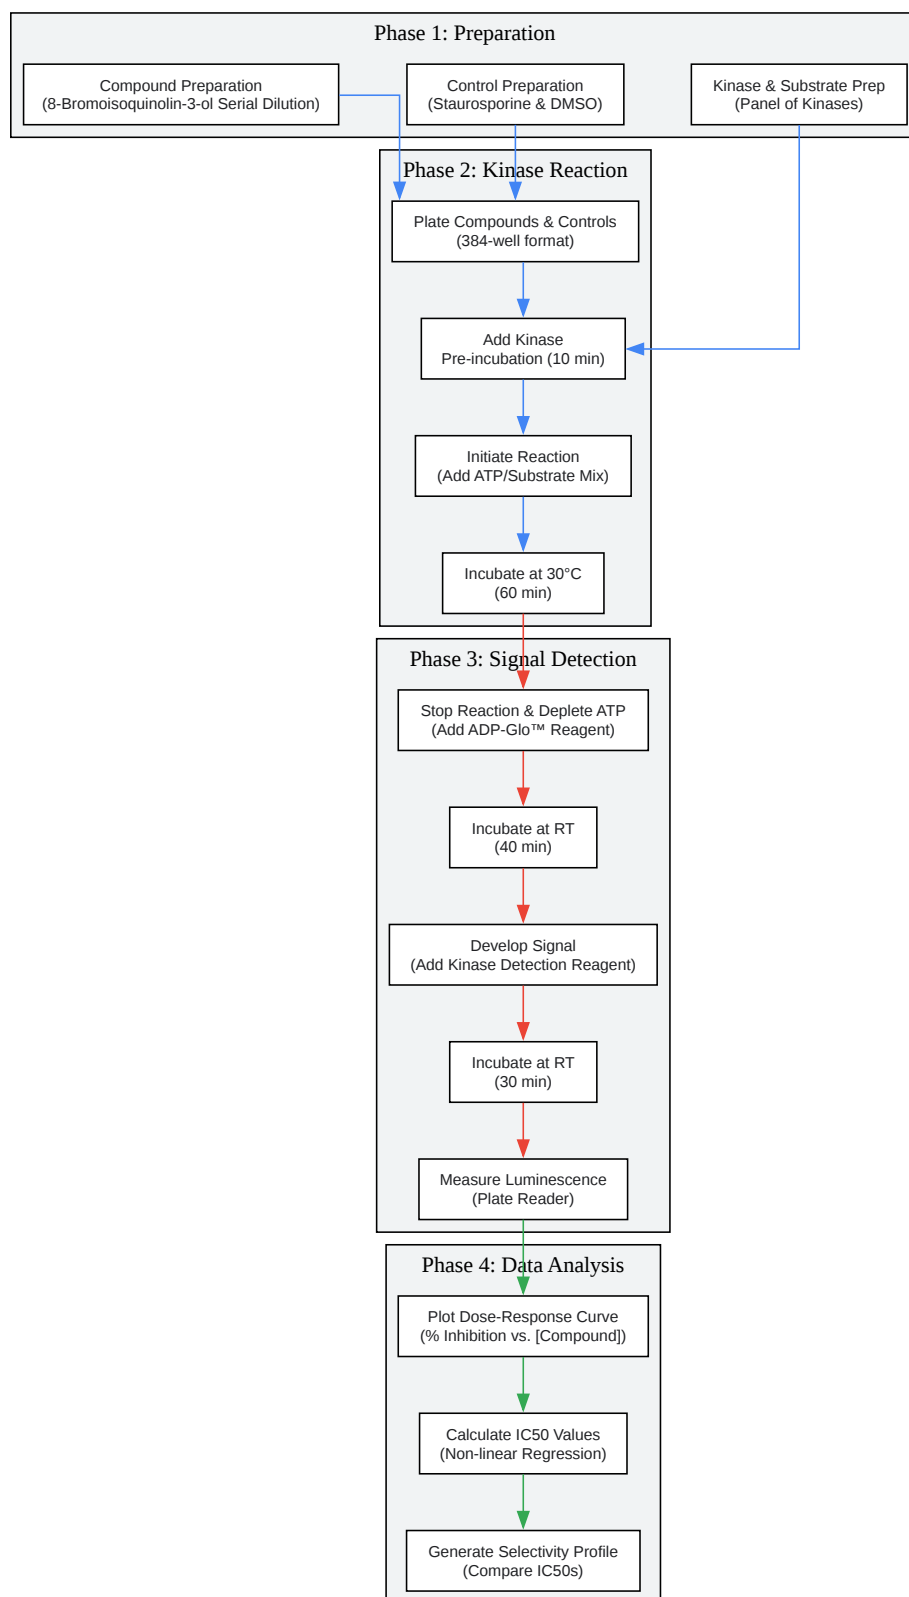 Phase 1: Preparation
Compound Preparation
(8-Bromoisoquinolin-3-ol Serial Dilution)
Control Preparation
(Staurosporine & DMSO)
Kinase & Substrate Prep
(Panel of Kinases)
Phase 2: Kinase Reaction
Plate Compounds & Controls
(384-well format)
Add Kinase
Pre-incubation (10 min)
Initiate Reaction
(Add ATP/Substrate Mix)
Incubate at 30°C
(60 min)
Phase 3: Signal Detection
Stop Reaction & Deplete ATP
(Add ADP-Glo™ Reagent)
Incubate at RT
(40 min)
Develop Signal
(Add Kinase Detection Reagent)
Incubate at RT
(30 min)
Measure Luminescence
(Plate Reader)
Phase 4: Data Analysis
Plot Dose-Response Curve
(% Inhibition vs. [Compound])
Calculate IC50 Values
(Non-linear Regression)
Generate Selectivity Profile
(Compare IC50s)